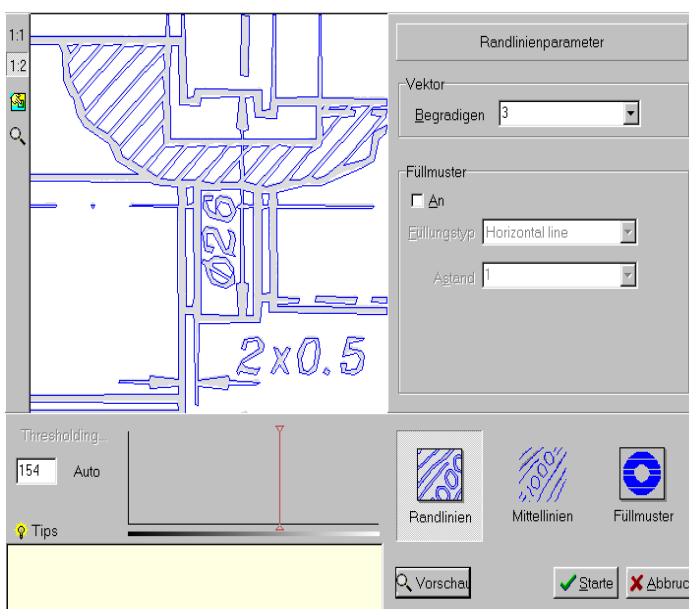 1:1
1:2
Ø26
2x0.5
Randlinienparameter
Vektor
Begradigen 3
Füllmuster
An
Füllungstyp Horizontal line
Astand 1
Thresholding...
154 Auto
Tips
Randlinien Mittellinien Füllmuster
Vorschau Starte Abbruc